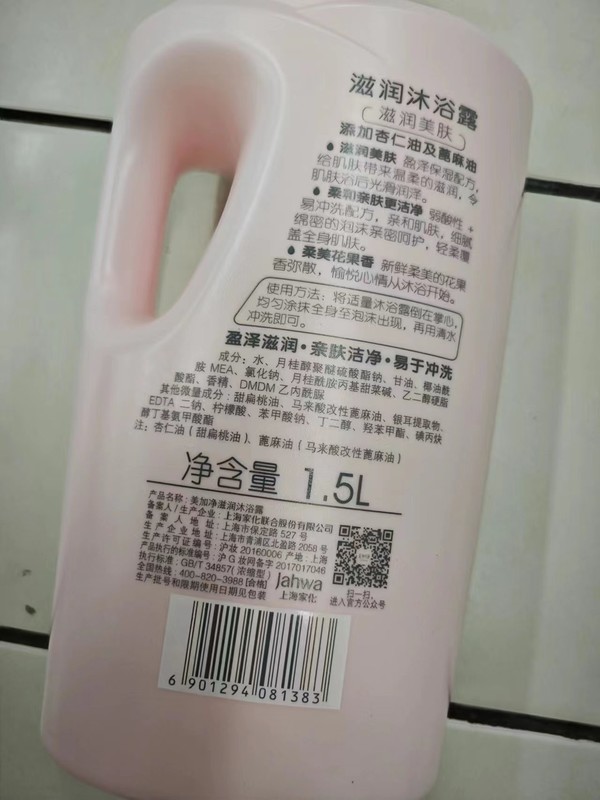 滋润沐浴露
滋润美肤
添加杏仁油及蓖麻油
滋润美肤 盈泽保湿配方,
给肌肤带来温柔的滋润,令
肌肤浴后光滑润泽。
柔和亲肤更洁净 弱酸性 +
易冲洗配方,亲和肌肤,细腻
绵密的润沫亲密呵护,轻柔覆
盖全身肌肤。
柔美花果香 新鲜柔美的花果
香弥散,愉悦心情从沐浴开始。
使用方法:将适量沐浴露倒在掌心,
均匀涂抹全身至泡沫出现,再用清水
冲洗即可。
盈泽滋润·亲肤洁净·易于冲洗
成分:水、月桂醇聚醚硫酸酯钠、甘油、椰油酰
胺 MEA、氯化钠、月桂酰胺丙基甜菜碱、乙二醇硬脂
酸酯、香精、DMDM 乙内酰脲
其他微量成分:甜扁桃油、马来酸改性蓖麻油、银耳提取物、
EDTA 二钠、柠檬酸、苯甲酸钠、丁二醇、羟苯甲酯、碘丙炔
醇丁基氨甲酸酯
注:杏仁油(甜扁桃油)、蓖麻油(马来酸改性蓖麻油)
净含量 1.5L
产品名称:美加净滋润沐浴露
备案人/生产企业:上海家化联合股份有限公司
备案人地址:上海市保定路 527 号
生产企业地址:上海市青浦区北盈路 2058 号
生产许可证编号:沪妆 20160006 产地:上海
产品执行的标准编号:沪 G 妆网备字 2017017046
执行标准:GB/T 34857(浓缩型)
全国热线:400-820-3988 [合格]
生产批号和限期使用日期见包装
Jahwa
上海家化
扫一扫,
进入官方公众号
6 901294 081383